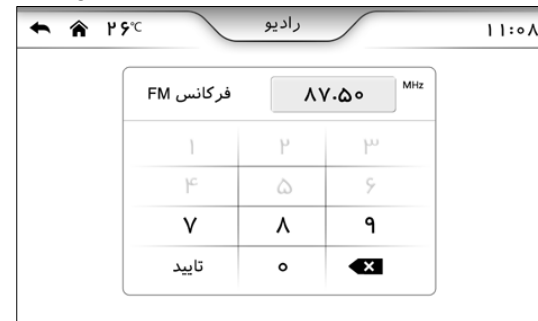 ۲۶°C رادیو ۱۱:۰۸
فرکانس FM ۸۷.۵۰ MHz
۱ ۲ ۳
۴ ۵ ۶
۷ ۸ ۹
تایید ۰